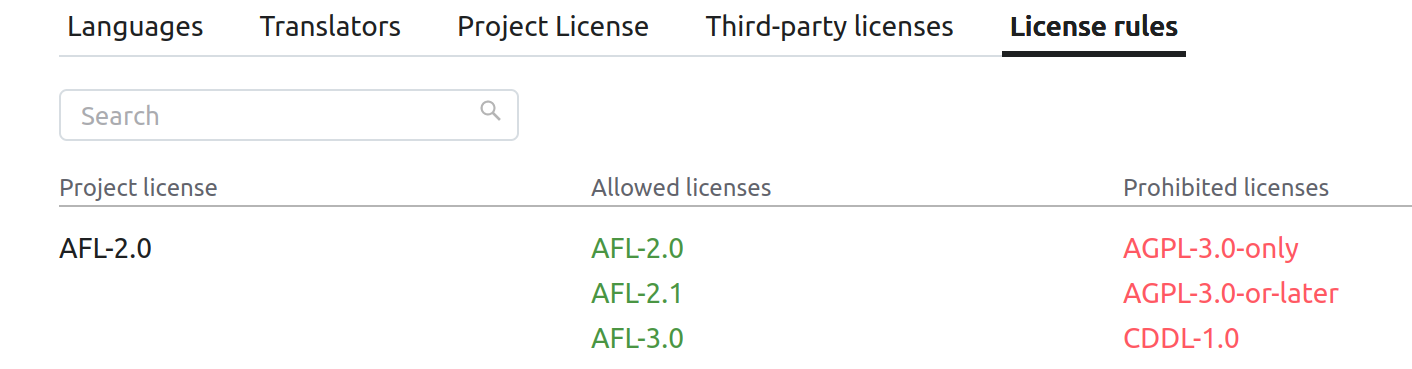 Languages Translators Project License Third-party licenses License rules
Search
Project license Allowed licenses Prohibited licenses
AFL-2.0 AFL-2.0 AGPL-3.0-only
AFL-2.1 AGPL-3.0-or-later
AFL-3.0 CDDL-1.0